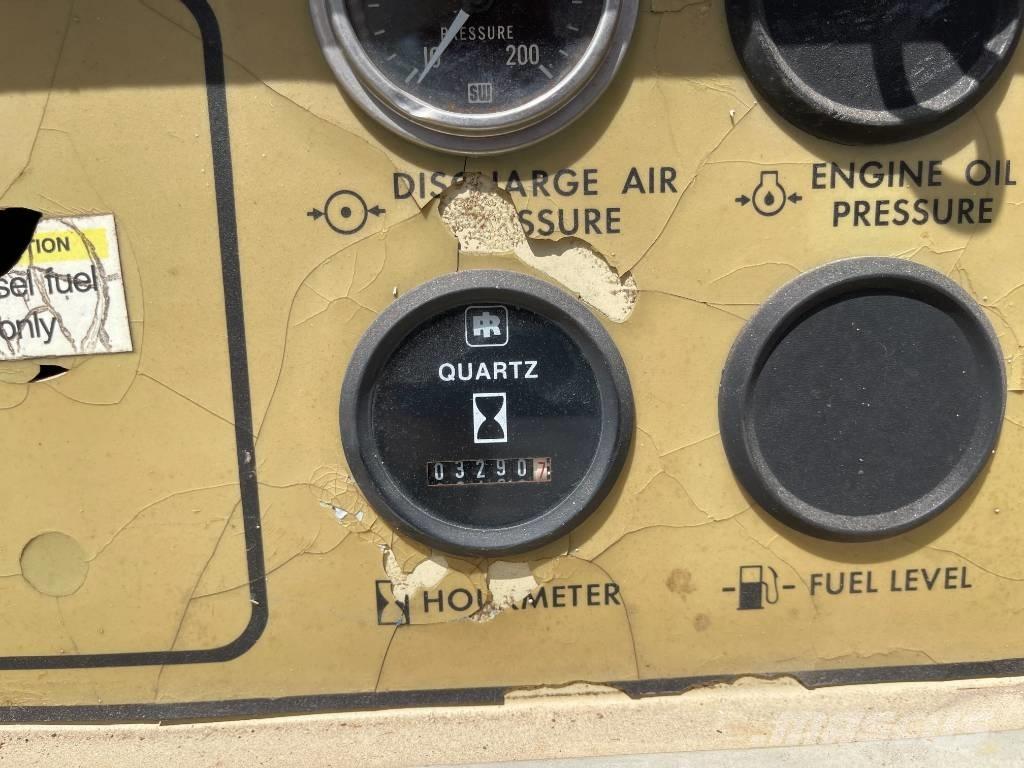 PRESSURE
10 200
SW
DISCHARGE AIR
PRESSURE
ENGINE OIL
PRESSURE
sel fuel
only
IR
QUARTZ
032907
HOURMETER
FUEL LEVEL
MASCUS